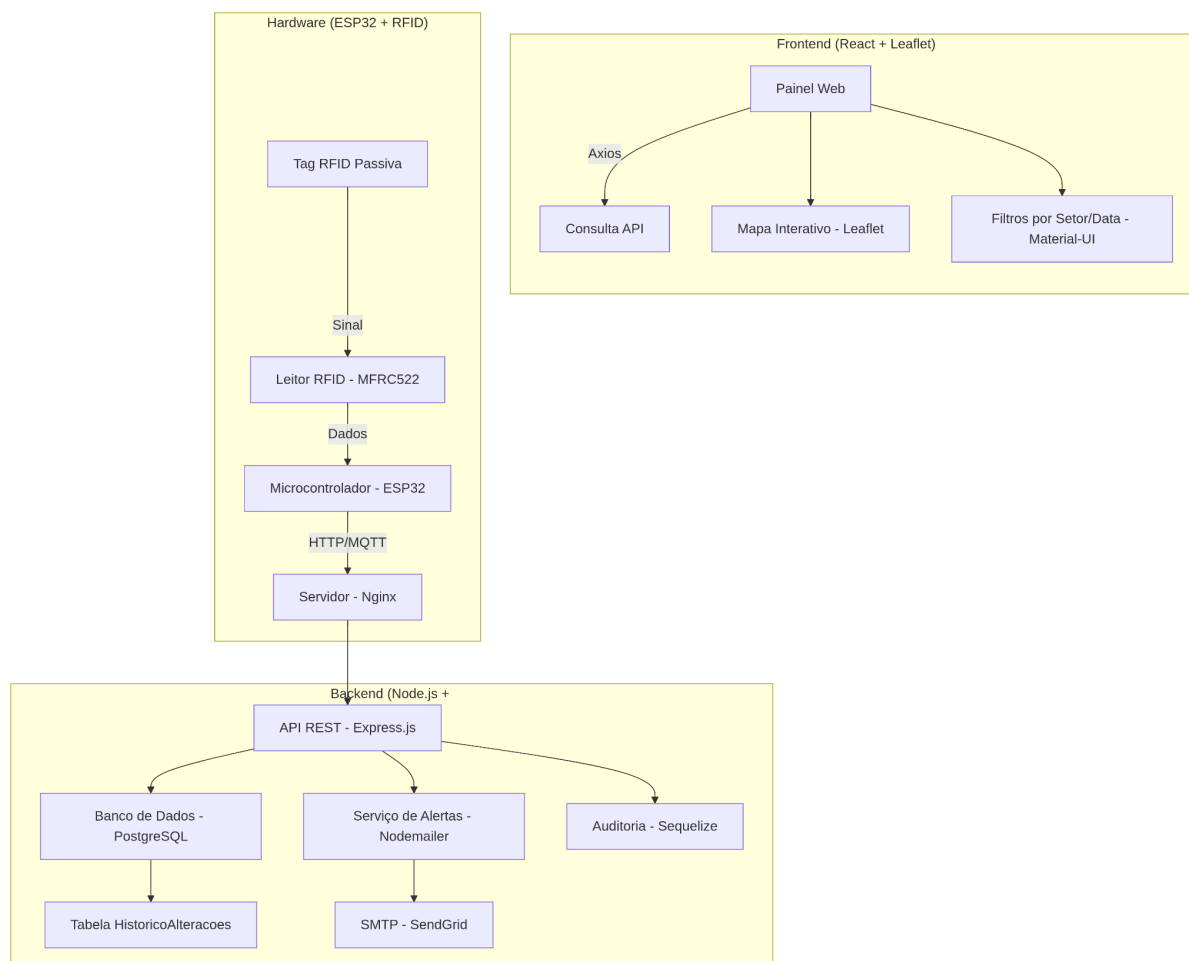 Hardware (ESP32 + RFID)
Tag RFID Passiva
Sinal
Leitor RFID - MFRC522
Dados
Microcontrolador - ESP32
HTTP/MQTT
Servidor - Nginx
Frontend (React + Leaflet)
Painel Web
Axios
Consulta API
Mapa Interativo - Leaflet
Filtros por Setor/Data -
Material-UI
Backend (Node.js +
API REST - Express.js
Banco de Dados -
PostgreSQL
Serviço de Alertas -
Nodemailer
Auditoria - Sequelize
Tabela HistoricoAlteracoes
SMTP - SendGrid